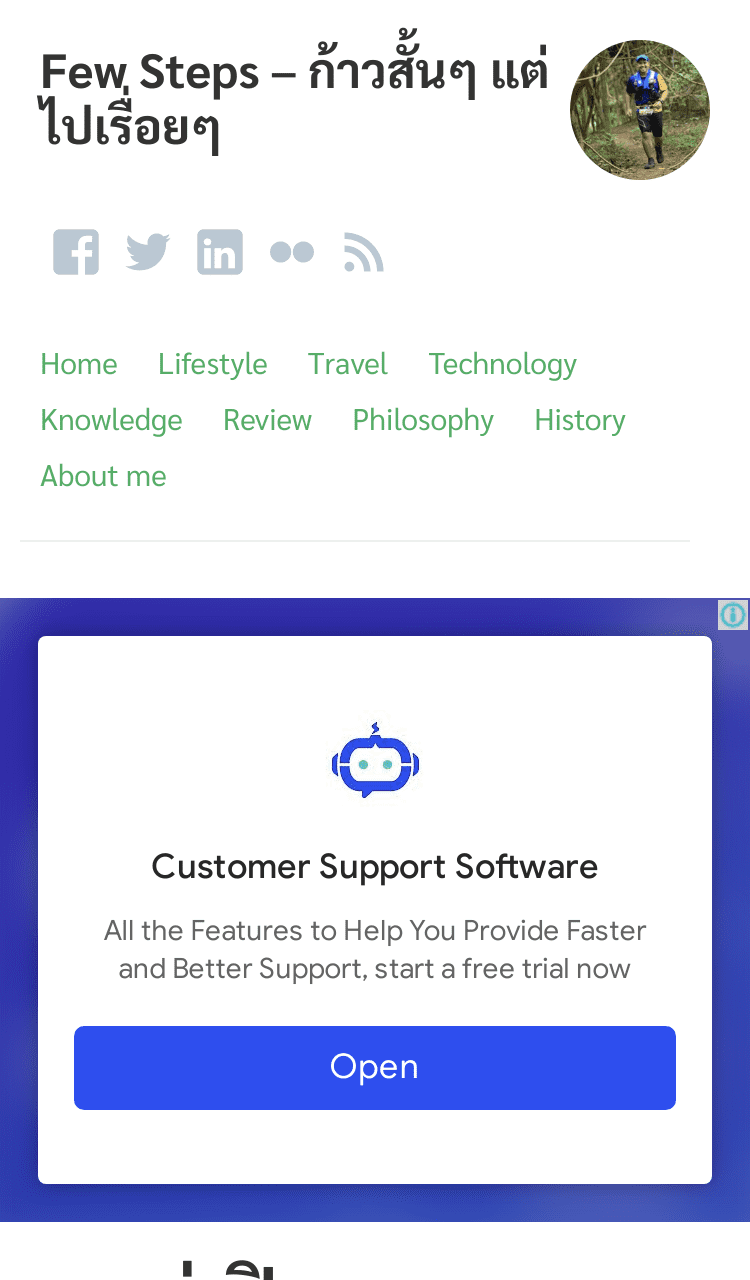 Few Steps – ก้าวสั้นๆ แต่
ไปเรื่อยๆ
Home Lifestyle Travel Technology
Knowledge Review Philosophy History
About me
Customer Support Software
All the Features to Help You Provide Faster
and Better Support, start a free trial now
Open